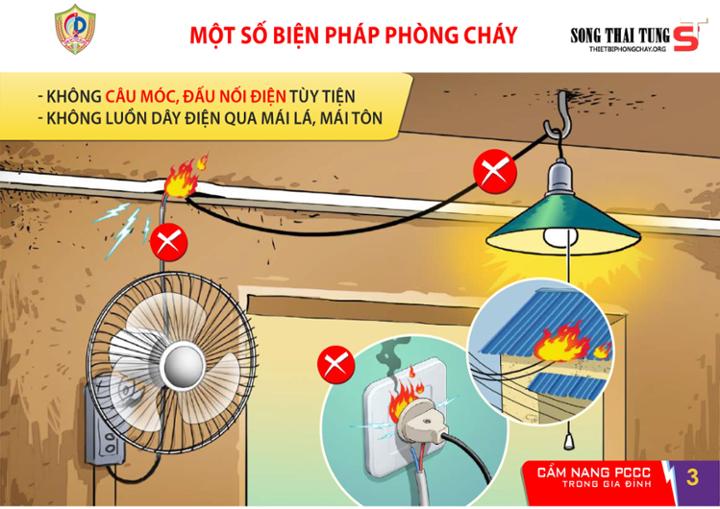 MỘT SỐ BIỆN PHÁP PHÒNG CHÁY
SONG THAI TUNG
THIETBIPHONGCHAY.ORG
ST
- KHÔNG CÂU MÓC, ĐẤU NỐI ĐIỆN TÙY TIỆN
- KHÔNG LUỒN DÂY ĐIỆN QUA MÁI LÁ, MÁI TÔN
CẨM NANG PCCC
TRONG GIA ĐÌNH
3